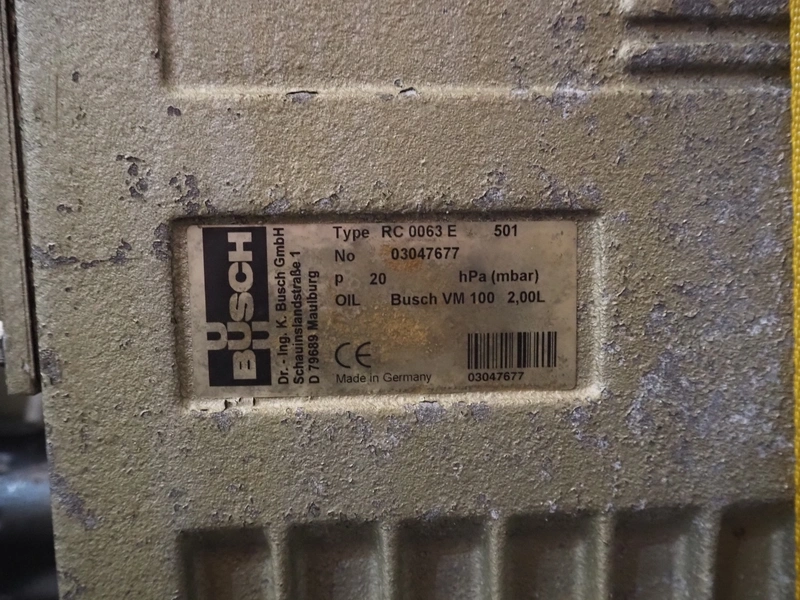 BUSCH
Dr. - Ing. K. Busch GmbH
Schauinslandstraße 1
D 79689 Maulburg
Type RC 0063 E 501
No 03047677
p 20 hPa (mbar)
OIL Busch VM 100 2,00L
CE
Made in Germany
03047677